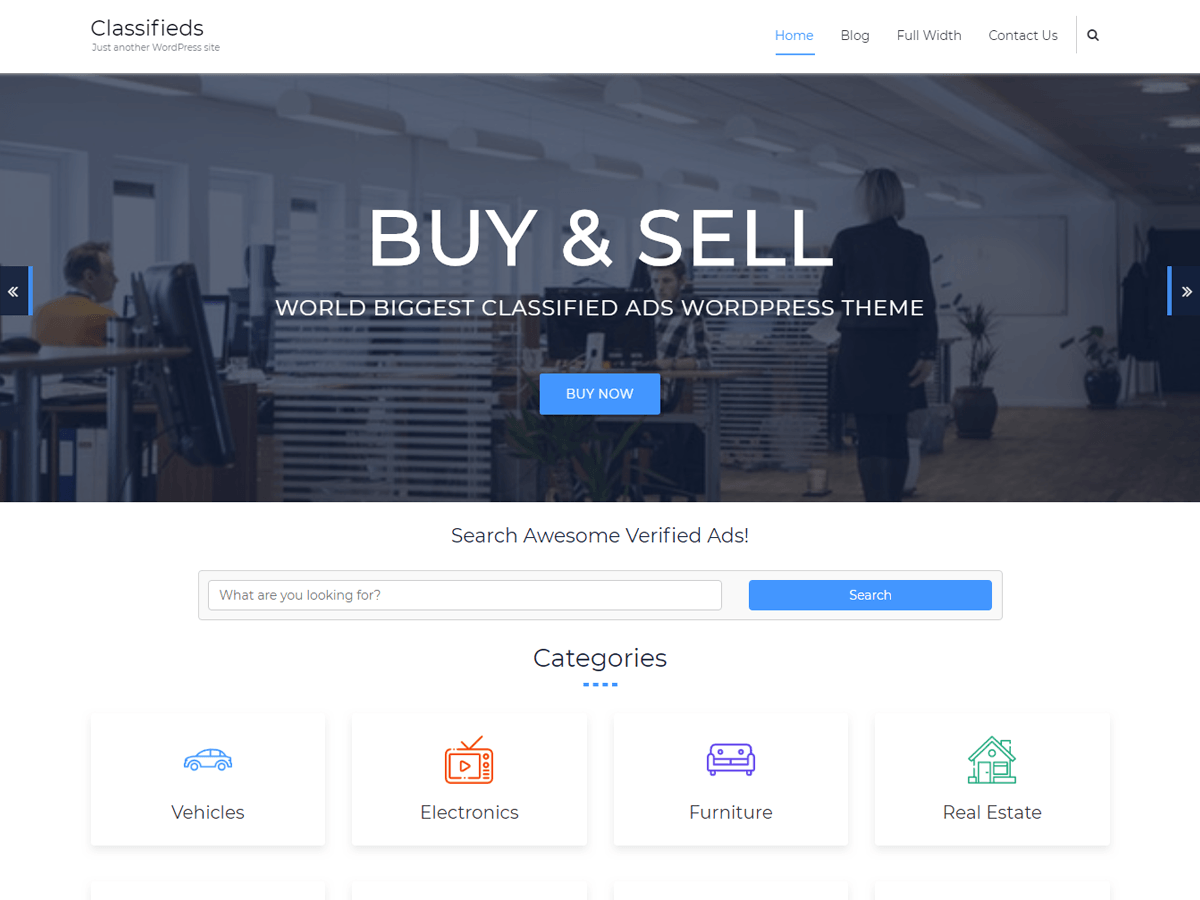 Classifieds
Just another WordPress site
Home Blog Full Width Contact Us
BUY & SELL
WORLD BIGGEST CLASSIFIED ADS WORDPRESS THEME
BUY NOW
Search Awesome Verified Ads!
What are you looking for? Search
Categories
Vehicles Electronics Furniture Real Estate